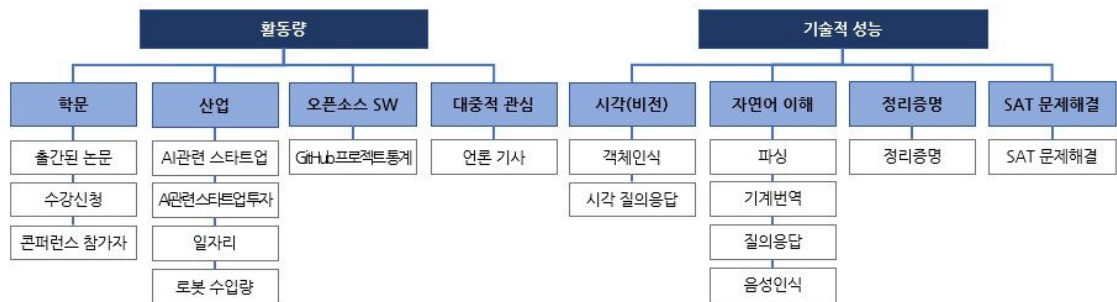 활동량
기술적 성능
학문
산업
오픈소스 SW
대중적 관심
시각(비전)
자연어 이해
정리증명
SAT 문제해결
출간된 논문
AI관련 스타트업
GitHub 프로젝트 통계
언론 기사
객체인식
파싱
정리증명
SAT 문제해결
수강신청
AI관련스타트업투자
시각 질의응답
기계번역
콘퍼런스 참가자
일자리
질의응답
로봇 수입량
음성인식